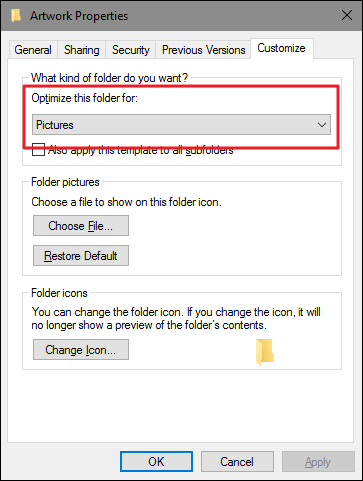 Artwork Properties
General Sharing Security Previous Versions Customize
What kind of folder do you want?
Optimize this folder for:
Pictures
Also apply this template to all subfolders
Folder pictures
Choose a file to show on this folder icon.
Choose File...
Restore Default
Folder icons
You can change the folder icon. If you change the icon, it will
no longer show a preview of the folder's contents.
Change Icon...
OK Cancel Apply